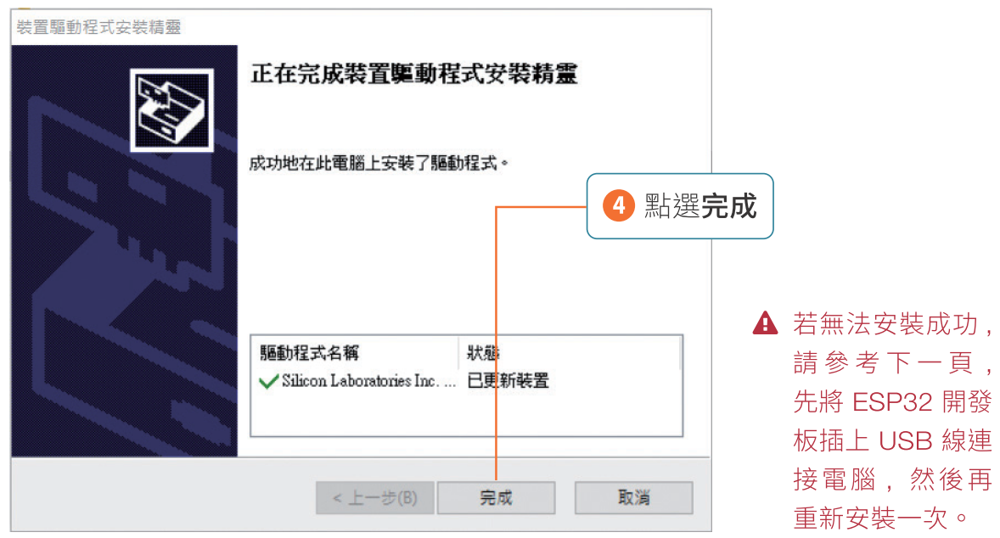 裝置驅動程式安裝精靈
正在完成裝置驅動程式安裝精靈
成功地在此電腦上安裝了驅動程式。
4 點選完成
驅動程式名稱 狀態
Silicon Laboratories Inc. ... 已更新裝置
< 上一步(B) 完成 取消
若無法安裝成功,
請參考下一頁,
先將 ESP32 開發
板插上 USB 線連
接電腦,然後再
重新安裝一次。